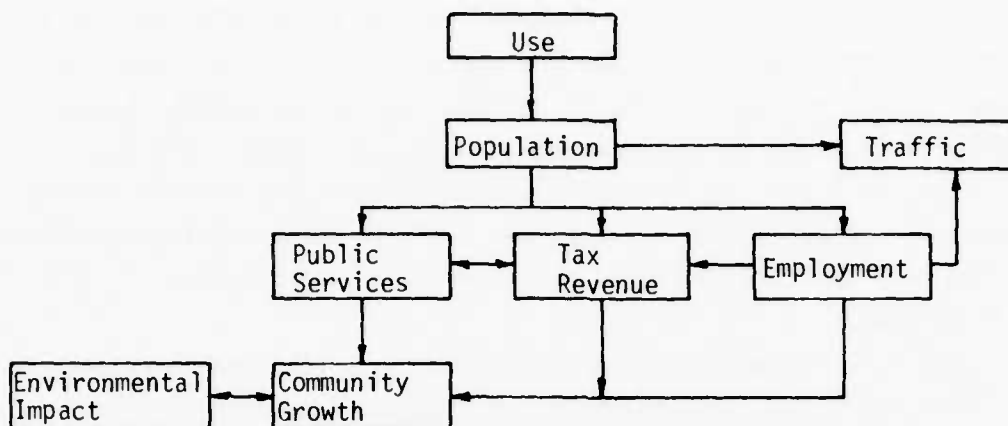 Use
Population
Traffic
Public
Services
Tax
Revenue
Employment
Environmental
Impact
Community
Growth